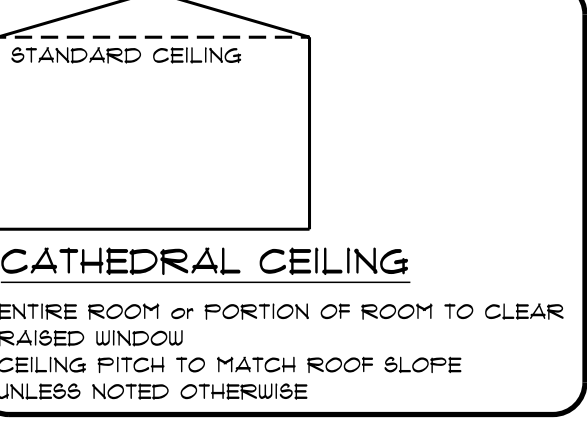 STANDARD CEILING
CATHEDRAL CEILING
ENTIRE ROOM or PORTION OF ROOM TO CLEAR
RAISED WINDOW
CEILING PITCH TO MATCH ROOF SLOPE
UNLESS NOTED OTHERWISE